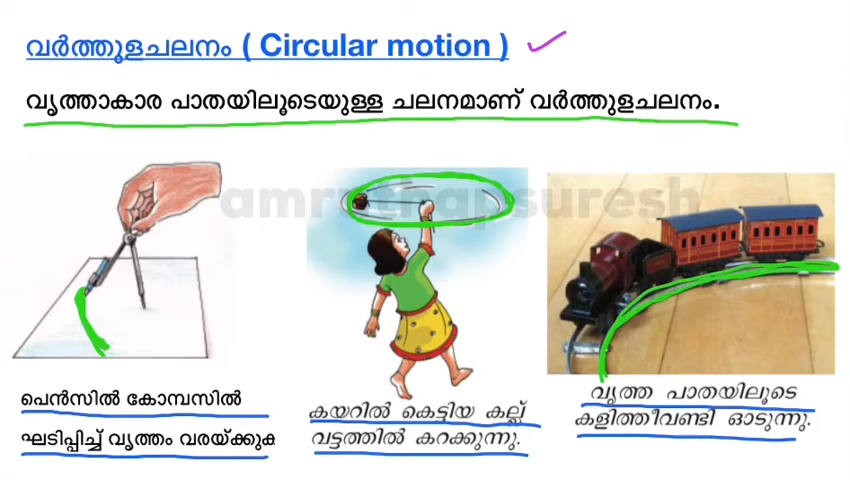 വർത്തുളചലനം ( Circular motion )
വൃത്താകാര പാതയിലൂടെയുള്ള ചലനമാണ് വർത്തുളചലനം.
amruthapsuresh
പെൻസിൽ കോമ്പസിൽ
ഘടിപ്പിച്ച് വൃത്തം വരയ്ക്കുക
കയറിൽ കെട്ടിയ കല്ല്
വട്ടത്തിൽ കറക്കുന്നു.
വൃത്ത പാതയിലൂടെ
കളിത്തീവണ്ടി ഓടുന്നു.